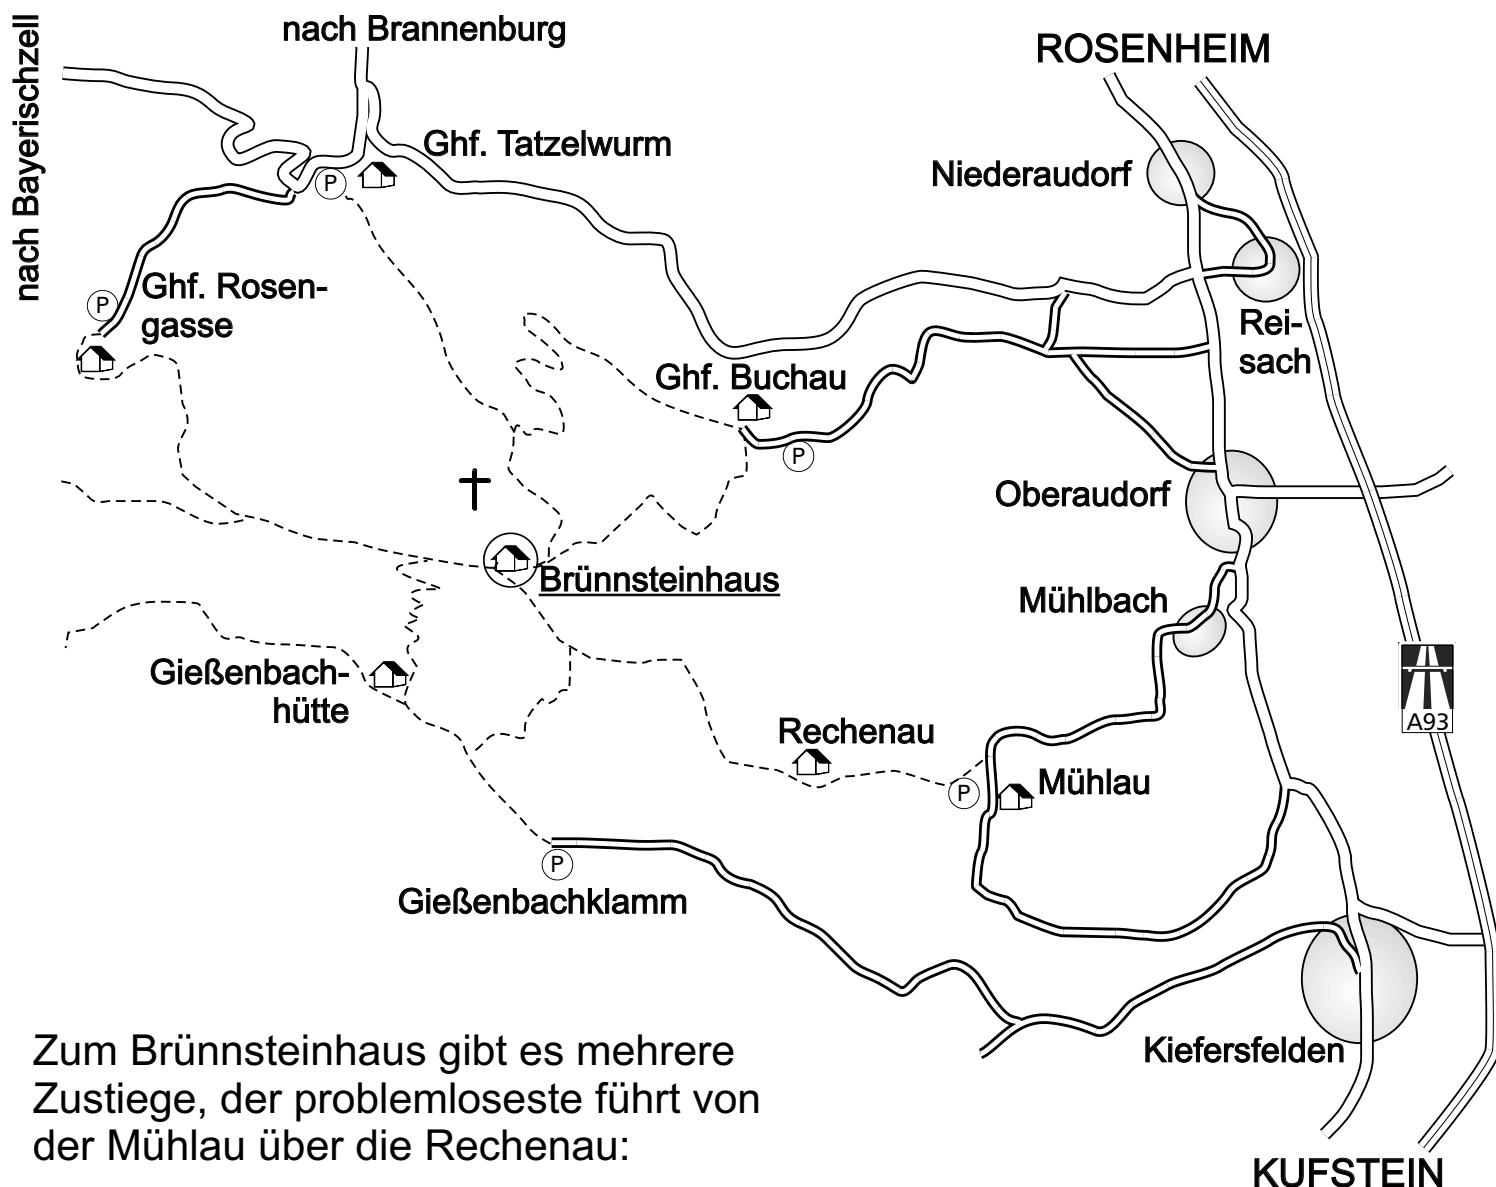 nach Brannenburg
nach Bayerischzell
ROSENHEIM
Ghf. Tatzelwurm
Niederaudorf
P
P
Ghf. Rosen-
gasse
Rei-
sach
Ghf. Buchau
P
Oberaudorf
Brünnsteinhaus
Mühlbach
Gießenbach-
hütte
A93
Rechenau
Mühlau
P
P
Gießenbachklamm
Kiefersfelden
Zum Brünnsteinhaus gibt es mehrere
Zustiege, der problemloseste führt von
der Mühlau über die Rechenau:
KUFSTEIN